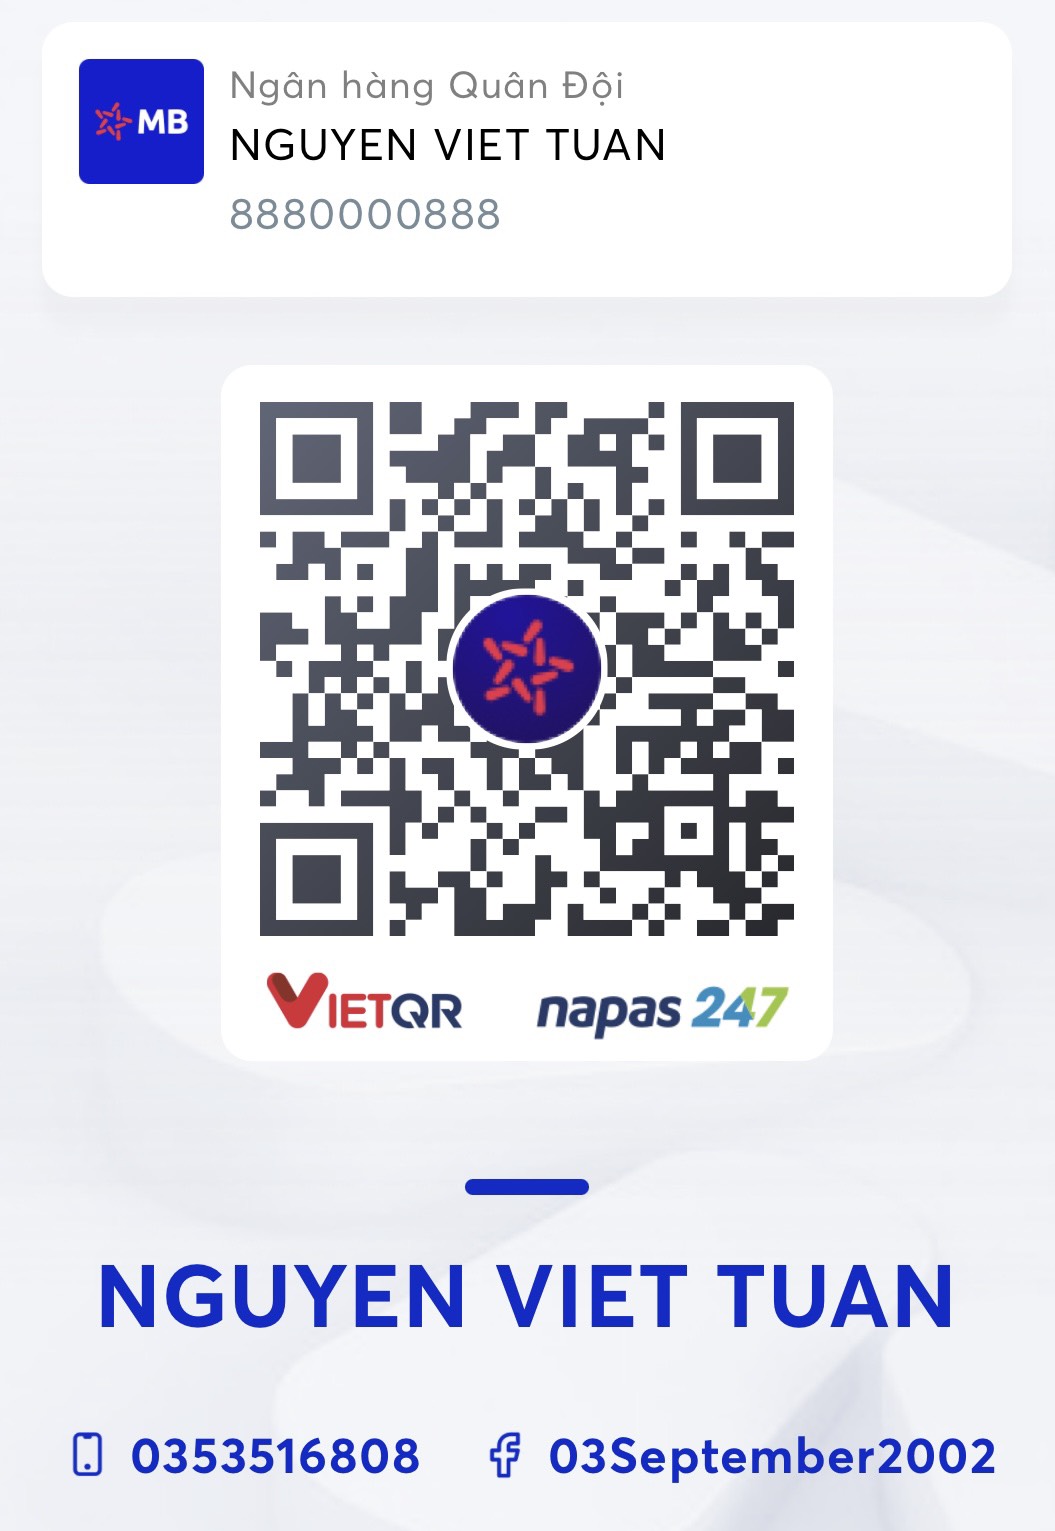 MB
Ngân hàng Quân Đội
NGUYEN VIET TUAN
8880000888
VIETQR
napas 247
NGUYEN VIET TUAN
0353516808
03September2002